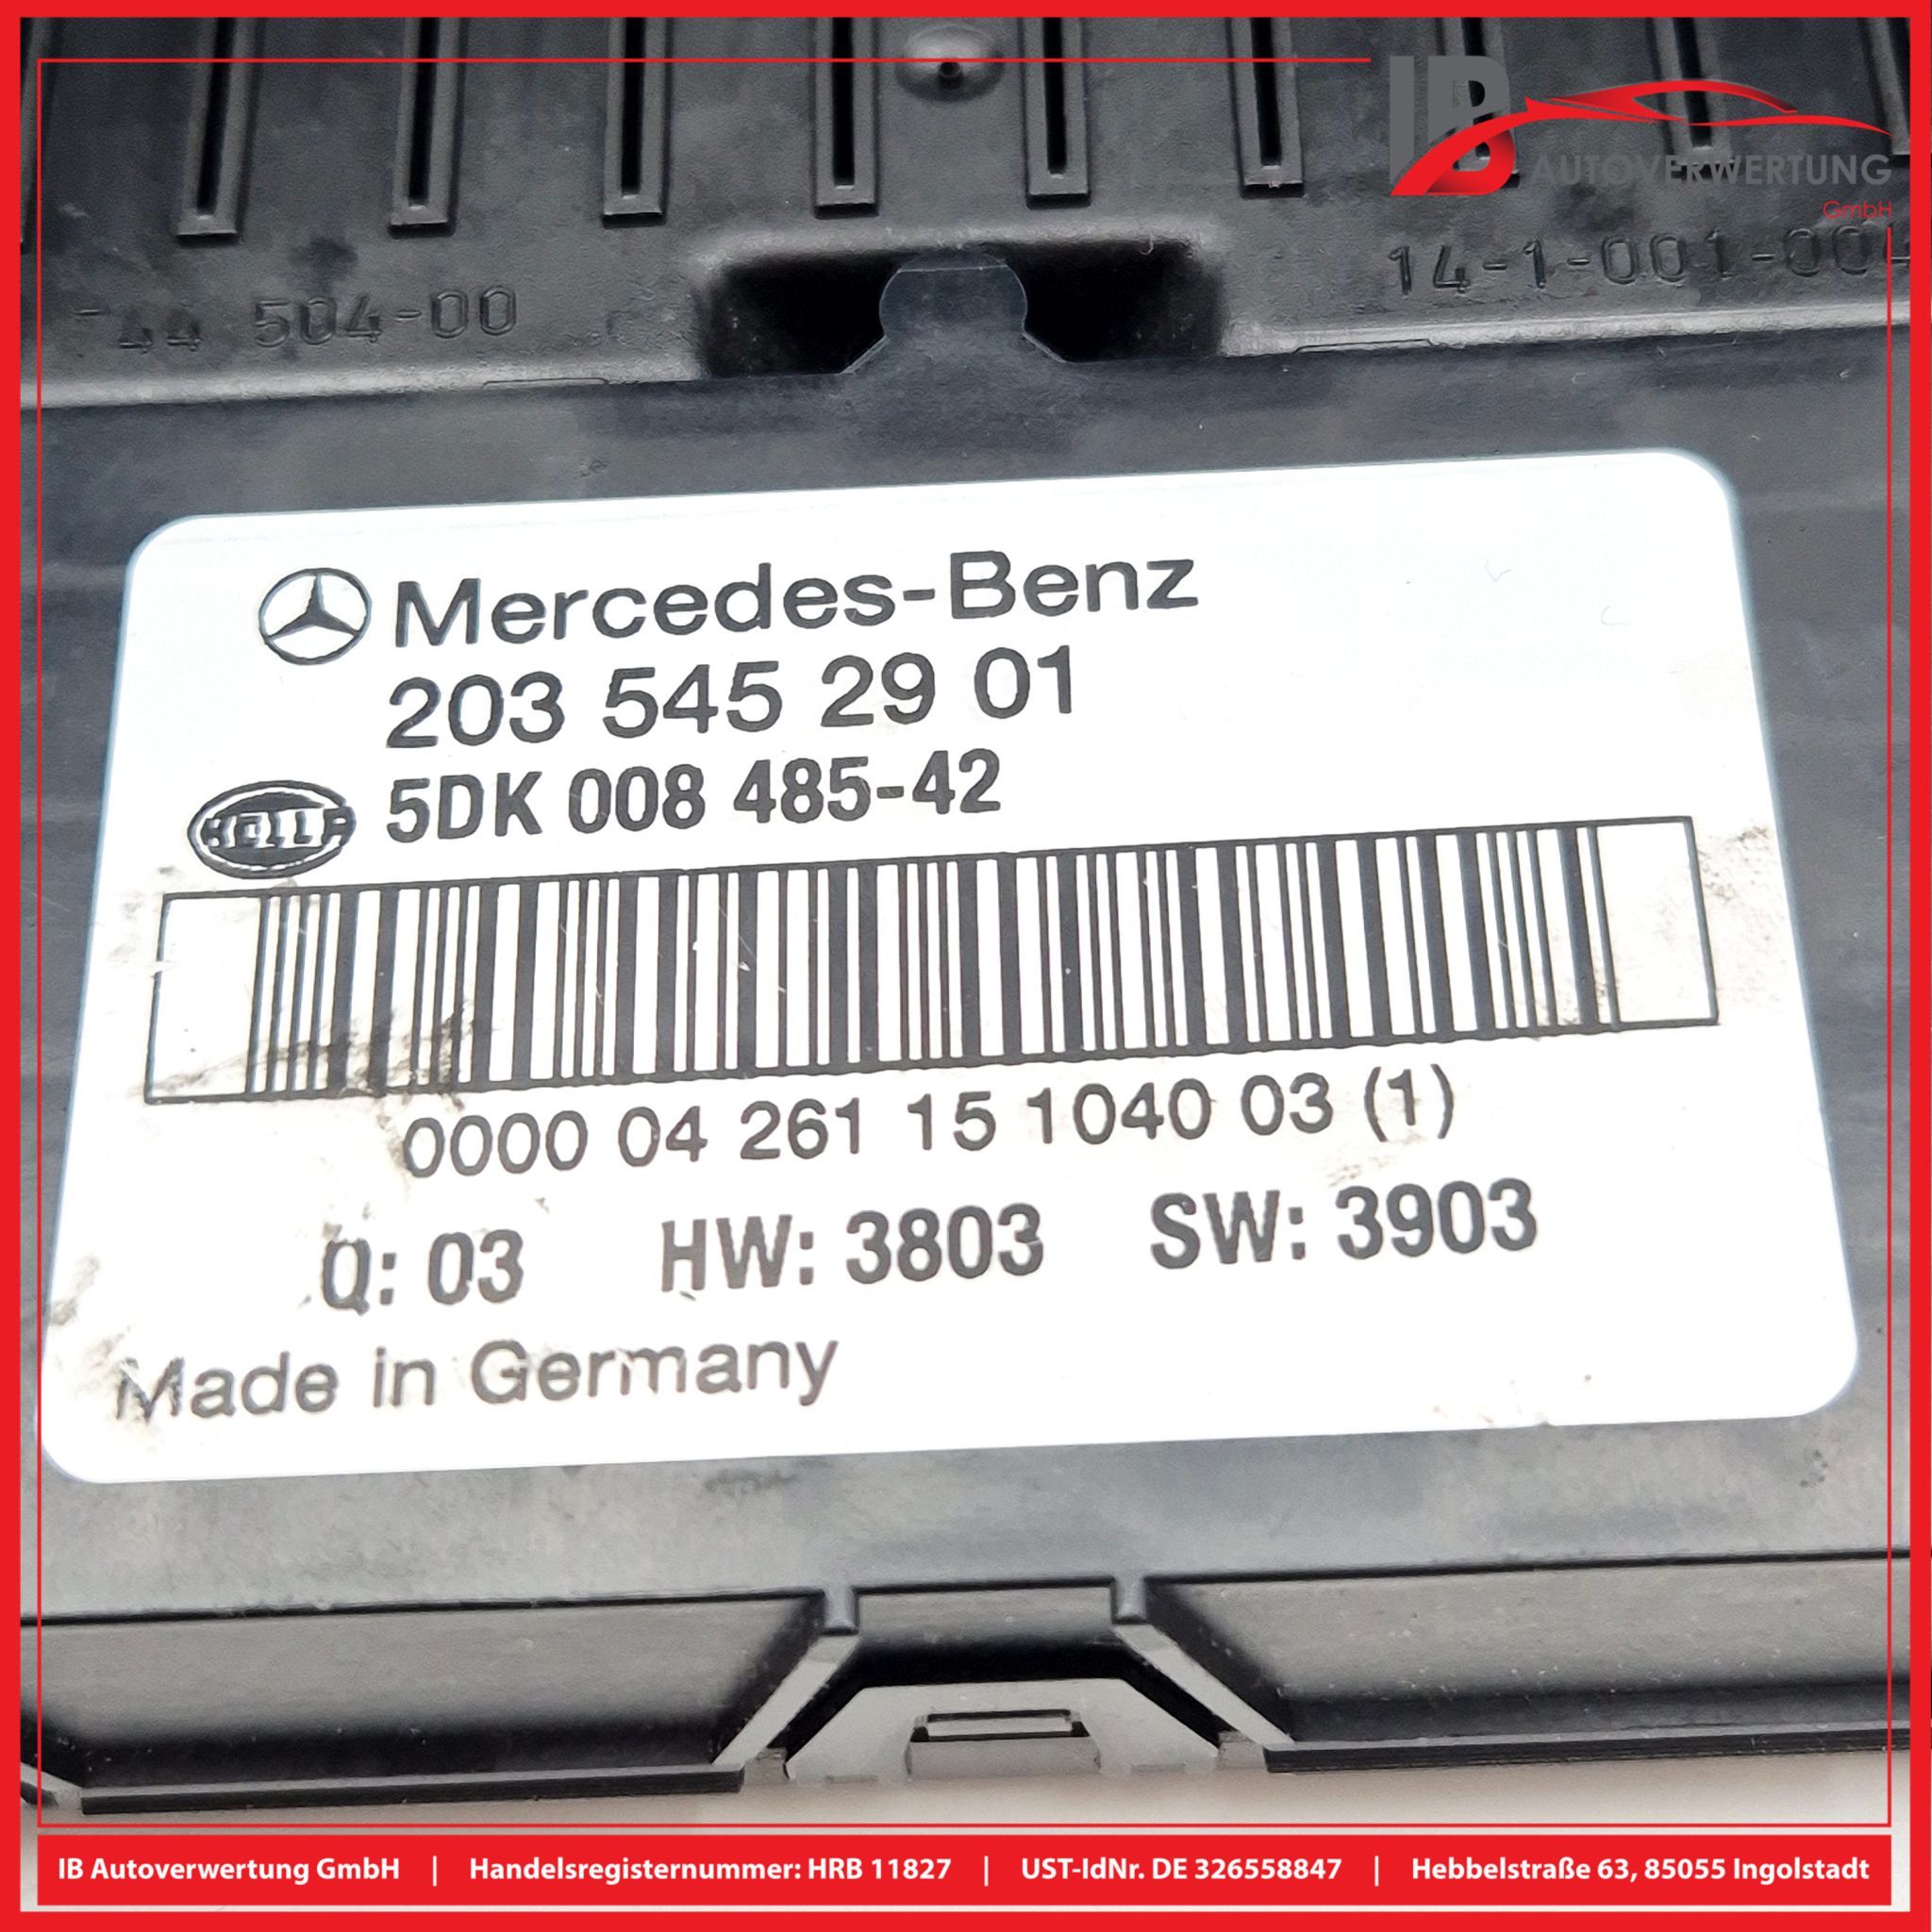 IB
AUTOVERWERTUNG
GmbH
44 504-00
14-1-001-00
Mercedes-Benz
203 545 29 01
HELLA 5DK 008 485-42
0000 04 261 15 1040 03 (1)
Q: 03 HW: 3803 SW: 3903
Made in Germany
IB Autoverwertung GmbH | Handelsregisternummer: HRB 11827 | UST-IdNr. DE 326558847 | Hebbelstraße 63, 85055 Ingolstadt